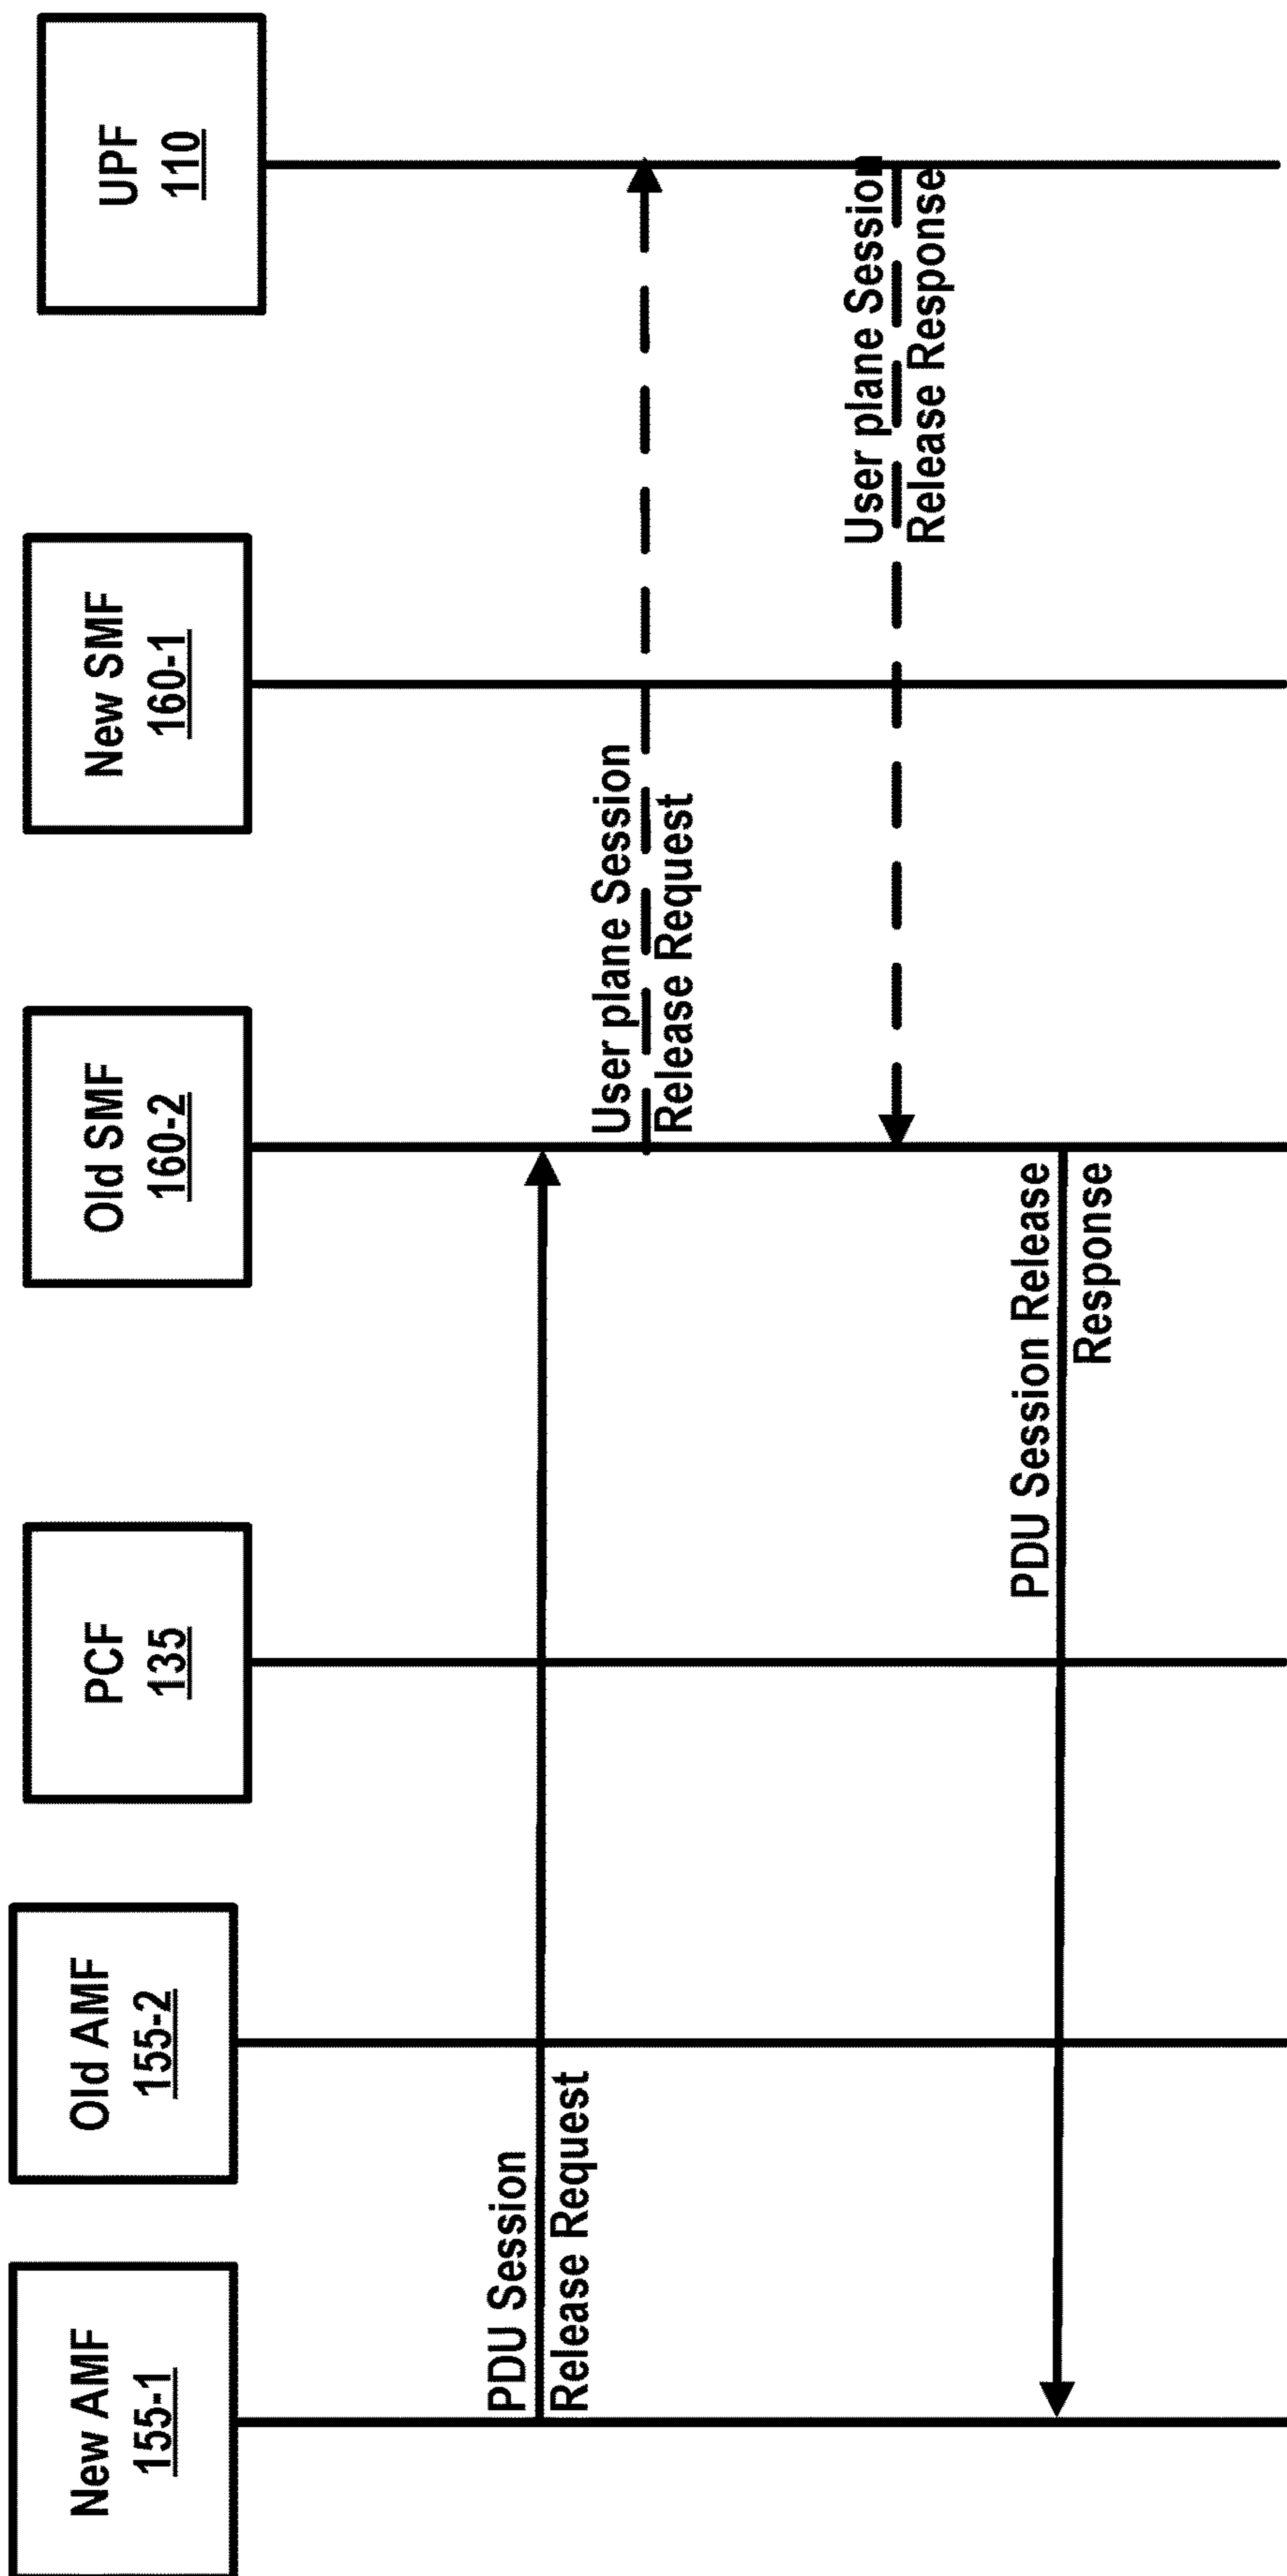 New AMF
155-1
Old AMF
155-2
PCF
135
Old SMF
160-2
New SMF
160-1
UPF
110
PDU Session
Release Request
User plane Session
Release Request
User plane Session
Release Response
PDU Session Release
Response